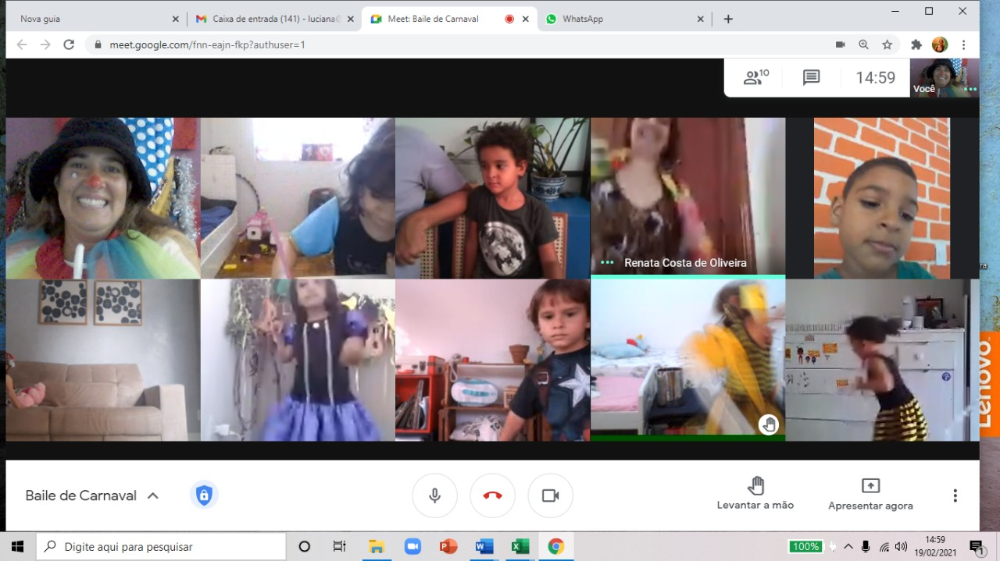 Nova guia
Caixa de entrada (141) - luciana@
Meet: Baile de Carnaval
WhatsApp
meet.google.com/fnn-eajn-fkp?authuser=1
10
14:59
Você
Renata Costa de Oliveira
Lenovo
Baile de Carnaval
Levantar a mão
Apresentar agora
Digite aqui para pesquisar
100%
14:59
19/02/2021
1